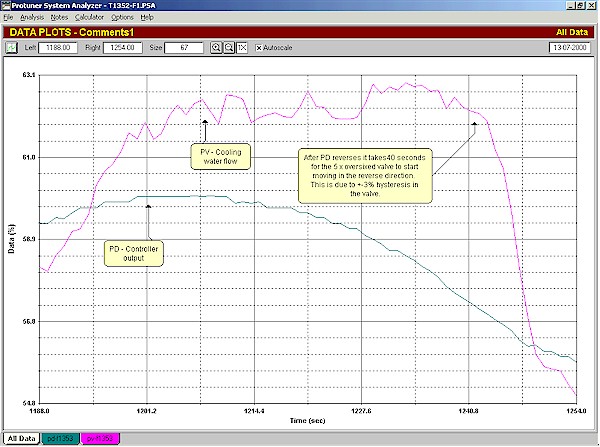 Protuner System Analyzer - T1352-F1.PSA
File Analysis Notes Calculator Options Help
DATA PLOTS - Comments1 All Data
Left 1188.00 Right 1254.00 Size 67 1X Autoscale 13-07-2000
63.1
61.0
58.9
56.8
54.8
Data (%)
PV - Cooling
water flow
After PD reverses it takes40 seconds
for the 5 x oversixed valve to start
moving in the reverse direction.
This is due to +-3% hysteresis in
the valve.
PD - Controller
output
1188.0 1201.2 1214.4 1227.6 1240.8 1254.0
Time (sec)
All Data pd-f1353 pv-f1353